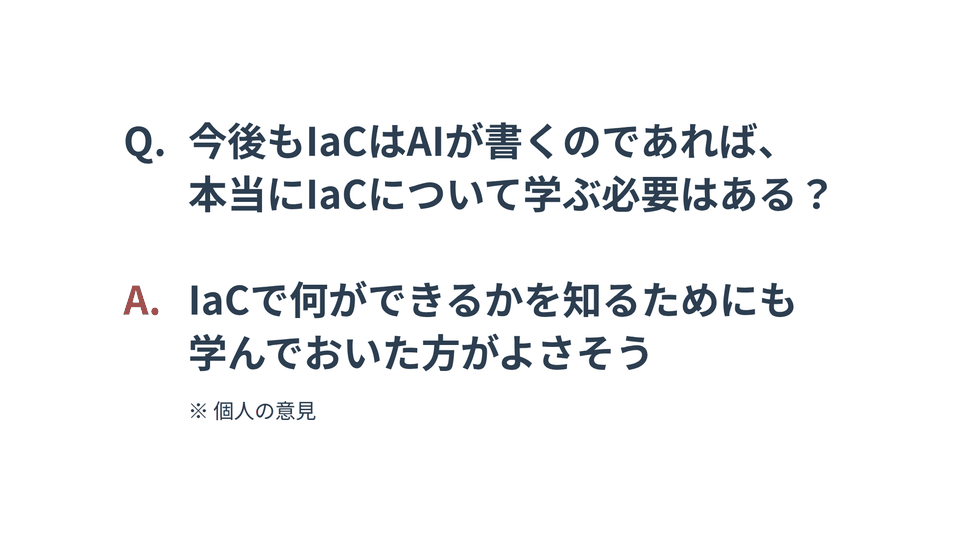 Q. 今後もIaCはAIが書くのであれば、
本当にIaCについて学ぶ必要はある？
A. IaCで何ができるかを知るためにも
学んでおいた方がよさそう
※ 個人の意見